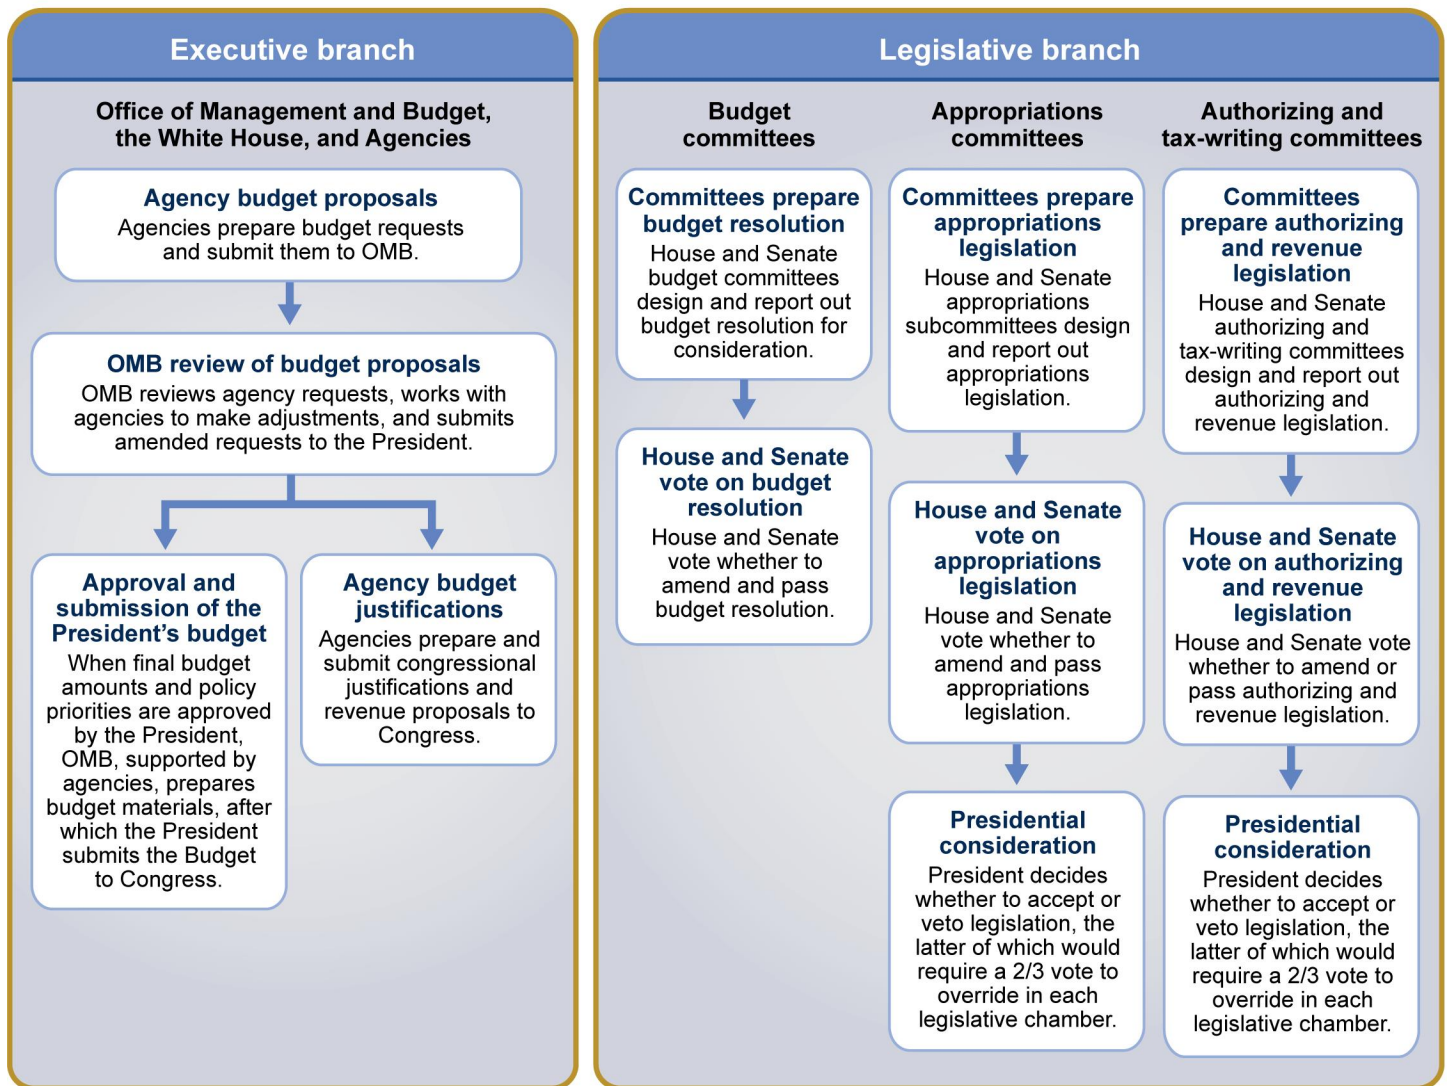 Executive branch
Office of Management and Budget,
the White House, and Agencies
Agency budget proposals
Agencies prepare budget requests
and submit them to OMB.
OMB review of budget proposals
OMB reviews agency requests, works with
agencies to make adjustments, and submits
amended requests to the President.
Approval and
submission of the
President’s budget
When final budget
amounts and policy
priorities are approved
by the President,
OMB, supported by
agencies, prepares
budget materials, after
which the President
submits the Budget
to Congress.
Agency budget
justifications
Agencies prepare and
submit congressional
justifications and
revenue proposals to
Congress.
Legislative branch
Budget
committees
Committees prepare
budget resolution
House and Senate
budget committees
design and report out
budget resolution for
consideration.
House and Senate
vote on budget
resolution
House and Senate
vote whether to
amend and pass
budget resolution.
Appropriations
committees
Committees prepare
appropriations
legislation
House and Senate
appropriations
subcommittees design
and report out
appropriations
legislation.
House and Senate
vote on
appropriations
legislation
House and Senate
vote whether to
amend and pass
appropriations
legislation.
Presidential
consideration
President decides
whether to accept or
veto legislation, the
latter of which would
require a 2/3 vote to
override in each
legislative chamber.
Authorizing and
tax-writing committees
Committees
prepare authorizing
and revenue
legislation
House and Senate
authorizing and
tax-writing committees
design and report out
authorizing and
revenue legislation.
House and Senate
vote on authorizing
and revenue
legislation
House and Senate vote
whether to amend or
pass authorizing and
revenue legislation.
Presidential
consideration
President decides
whether to accept or
veto legislation, the
latter of which would
require a 2/3 vote to
override in each
legislative chamber.